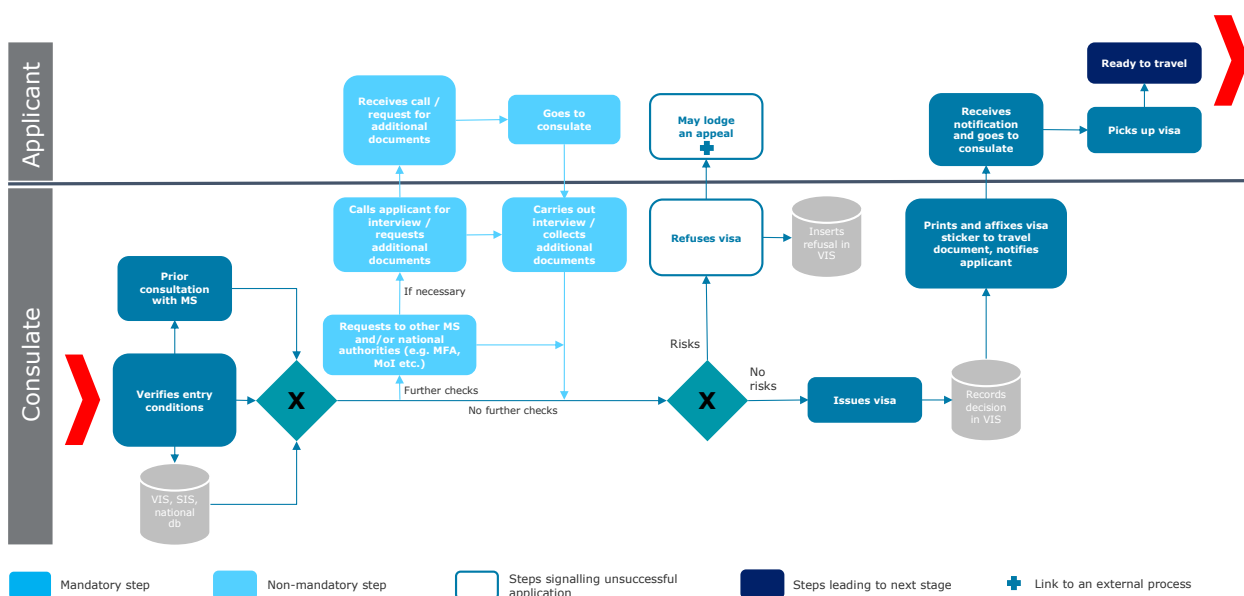 Applicant
Receives call /
request for
additional
documents
Goes to
consulate
May lodge
an appeal
Receives
notification
and goes to
consulate
Ready to travel
Picks up visa
Consulate
Calls applicant for
interview /
requests
additional
documents
Carries out
interview /
collects
additional
documents
Refuses visa
Inserts
refusal in
VIS
Prints and affixes visa
sticker to travel
document, notifies
applicant
Prior
consultation
with MS
If necessary
Requests to other MS
and/or national
authorities (e.g. MFA,
MoI etc.)
Risks
Verifies entry
conditions
X
Further checks
No further checks
X
No
risks
Issues visa
Records
decision
in VIS
VIS, SIS,
national
db
Mandatory step
Non-mandatory step
Steps signalling unsuccessful
application
Steps leading to next stage
Link to an external process